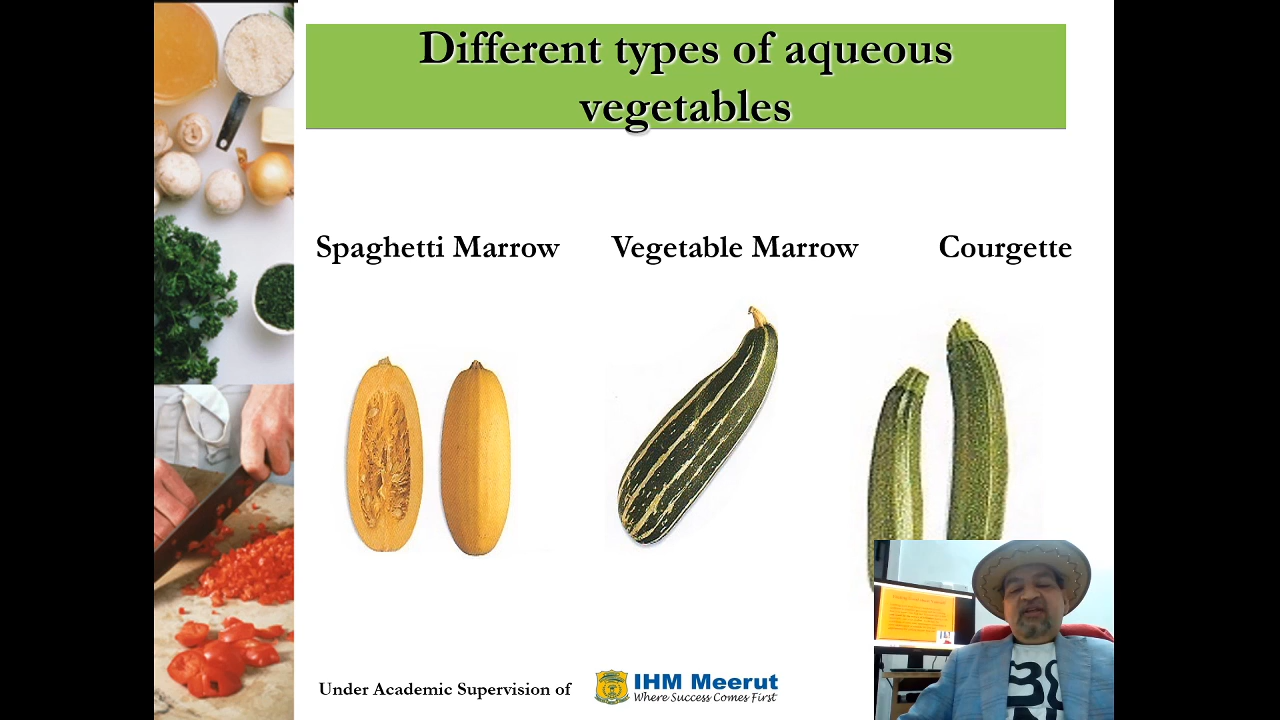 Different types of aqueous
vegetables
Spaghetti Marrow
Vegetable Marrow
Courgette
Under Academic Supervision of
IHM Meerut
Where Success Comes First